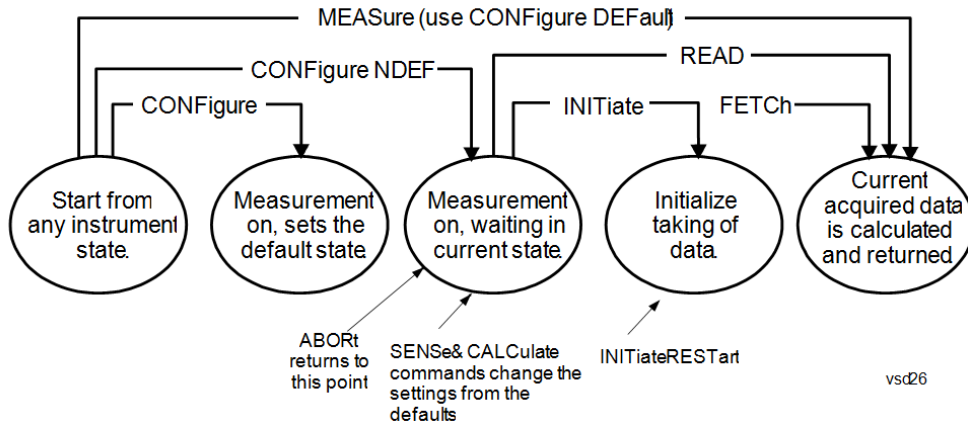 MEASure (use CONFigure DEFault)
CONFigure NDEF
READ
CONFigure
INITiate
FETCh
Start from
any instrument
state.
Measurement
on, sets the
default state.
Measurement
on, waiting in
current state.
Initialize
taking of
data.
Current
acquired data
is calculated
and returned.
ABORt
returns to
this point
SENSe& CALCulate
commands change the
settings from the
defaults
INITiateRESTart
vsd26